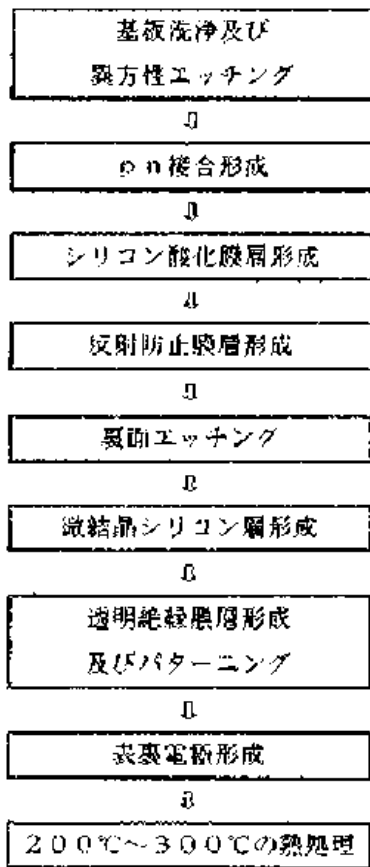 基板洗浄及び
異方性エッチング
⇩
pn接合形成
⇩
シリコン酸化膜層形成
⇩
反射防止膜層形成
⇩
裏面エッチング
⇩
微結晶シリコン層形成
⇩
透明絶縁膜層形成
及びパターニング
⇩
表裏電極形成
⇩
200℃～300℃の熱処理